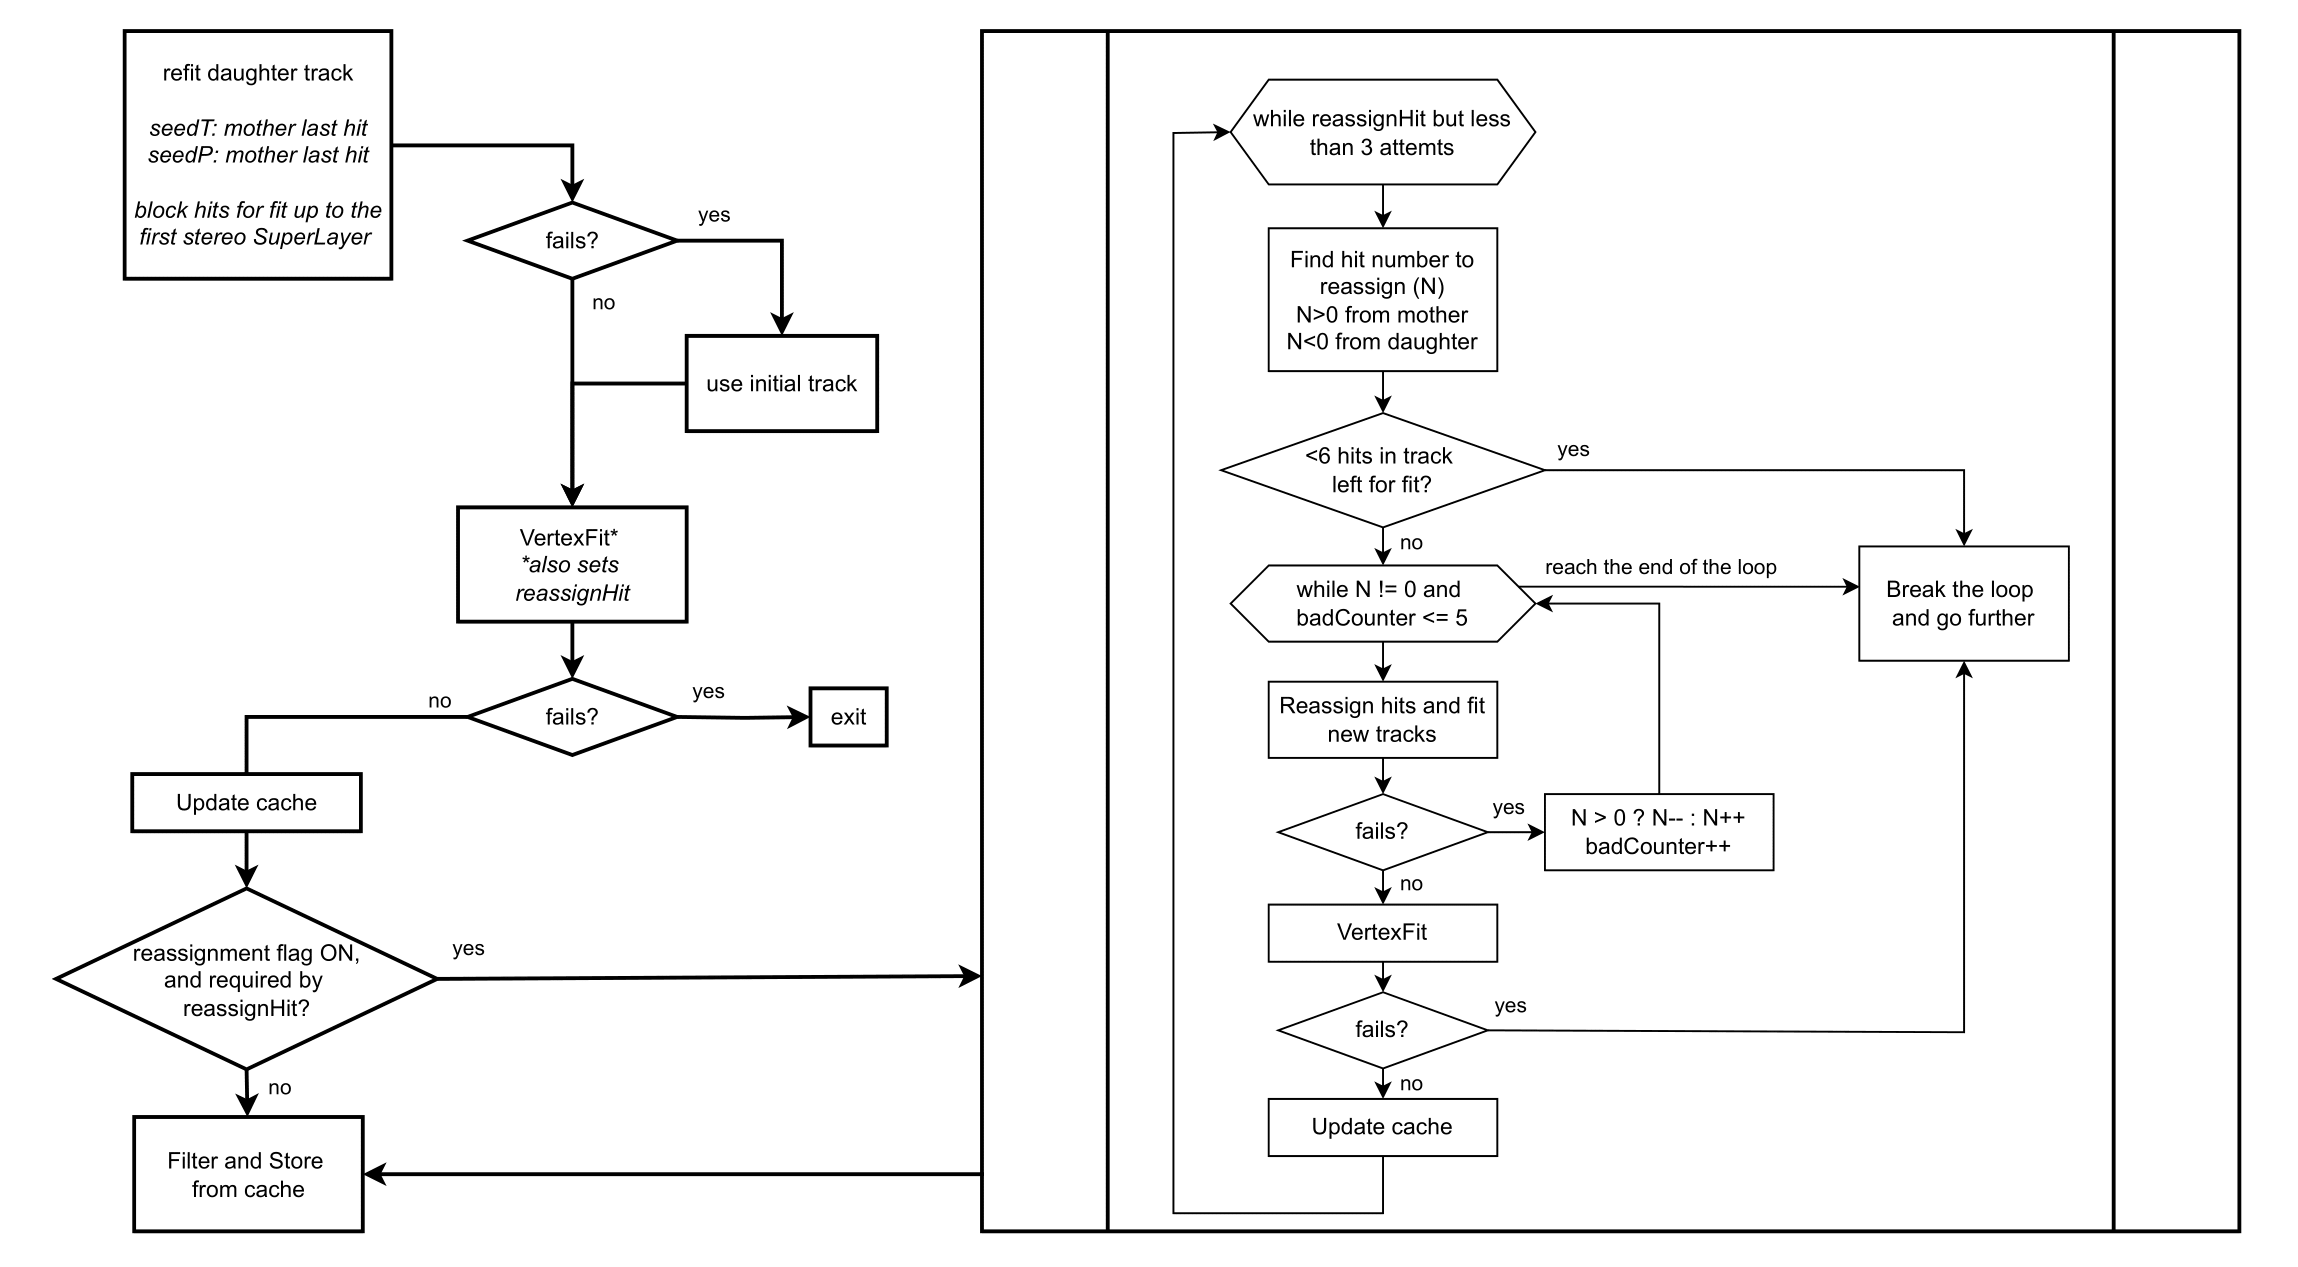 refit daughter track
seedT: mother last hit
seedP: mother last hit
block hits for fit up to the
first stereo SuperLayer
fails?
yes
no
use initial track
VertexFit*
*also sets
reassignHit
fails?
no
yes
exit
Update cache
reassignment flag ON,
and required by
reassignHit?
yes
no
Filter and Store
from cache
while reassignHit but less
than 3 attemts
Find hit number to
reassign (N)
N>0 from mother
N<0 from daughter
<6 hits in track
left for fit?
yes
no
while N != 0 and
badCounter <= 5
reach the end of the loop
Break the loop
and go further
Reassign hits and fit
new tracks
fails?
yes
N > 0 ? N-- : N++
badCounter++
no
VertexFit
fails?
yes
no
Update cache